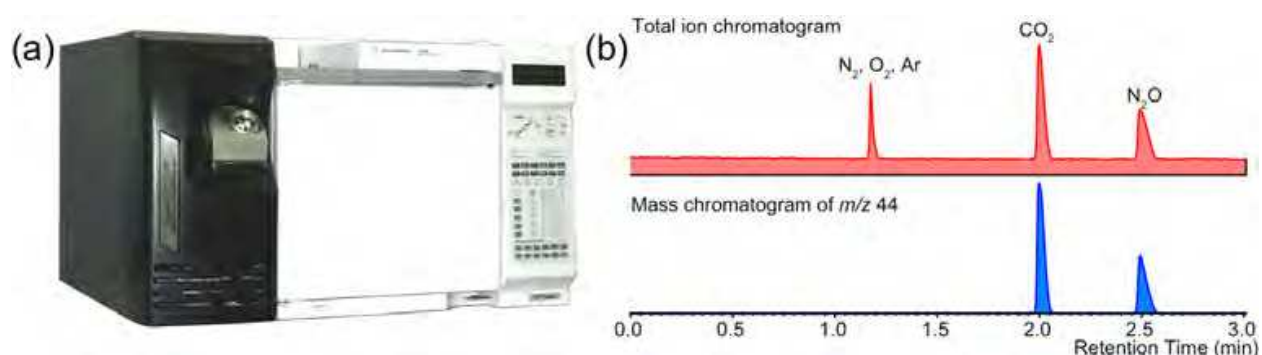 (a)
(b)
Total ion chromatogram
CO₂
N₂, O₂, Ar
N₂O
Mass chromatogram of m/z 44
0.0 0.5 1.0 1.5 2.0 2.5 3.0
Retention Time (min)